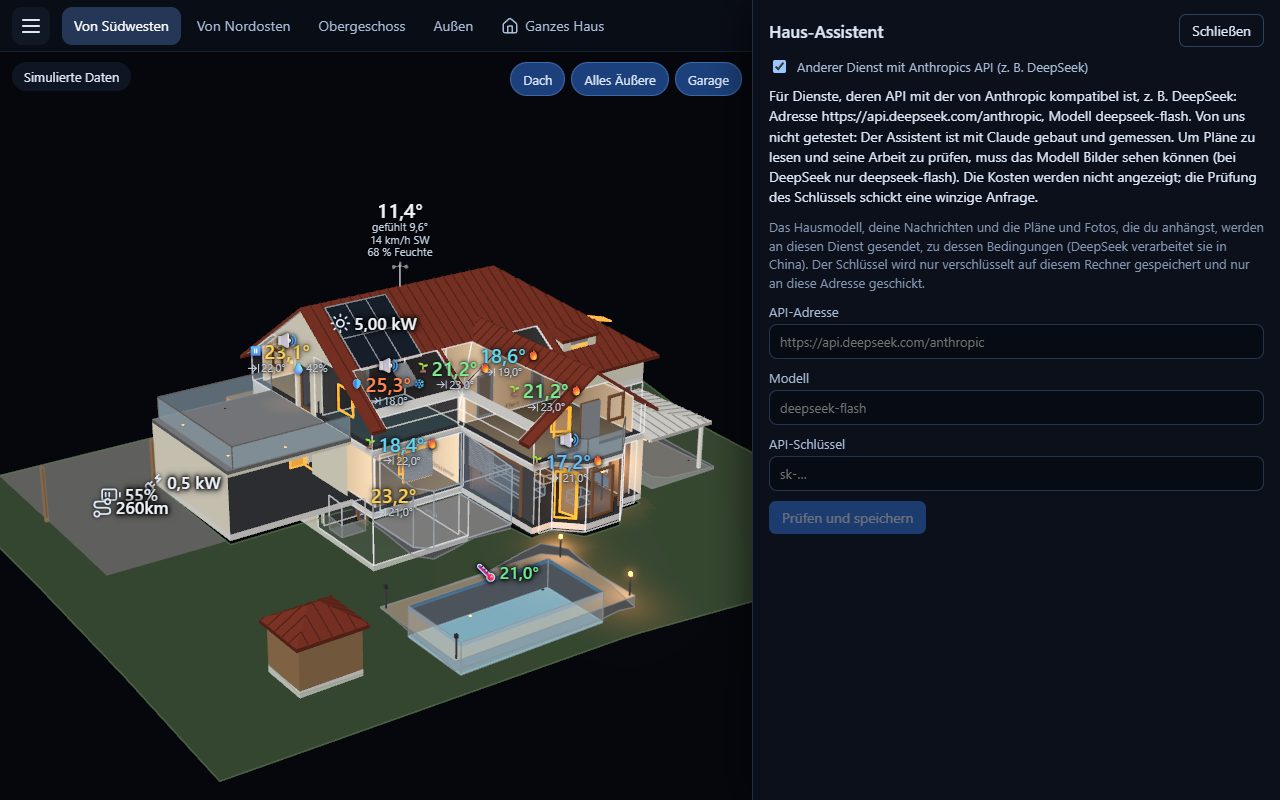 Von Südwesten
Von Nordosten
Obergeschoss
Außen
Ganzes Haus
Simulierte Daten
Dach
Alles Äußere
Garage
11,4°
gefühlt 9,6°
14 km/h SW
68 % Feuchte
5,00 kW
23,1°
22,0°
42%
25,3°
18,0°
21,2°
23,0°
18,6°
19,0°
21,2°
23,0°
18,4°
22,0°
17,2°
21,0°
23,2°
21,0°
0,5 kW
55%
260km
21,0°
Haus-Assistent
Schließen
Anderer Dienst mit Anthropics API (z. B. DeepSeek)
Für Dienste, deren API mit der von Anthropic kompatibel ist, z. B. DeepSeek:
Adresse https://api.deepseek.com/anthropic, Modell deepseek-flash. Von uns
nicht getestet: Der Assistent ist mit Claude gebaut und gemessen. Um Pläne zu
lesen und seine Arbeit zu prüfen, muss das Modell Bilder sehen können (bei
DeepSeek nur deepseek-flash). Die Kosten werden nicht angezeigt; die Prüfung
des Schlüssels schickt eine winzige Anfrage.
Das Hausmodell, deine Nachrichten und die Pläne und Fotos, die du anhängst, werden
an diesen Dienst gesendet, zu dessen Bedingungen (DeepSeek verarbeitet sie in
China). Der Schlüssel wird nur verschlüsselt auf diesem Rechner gespeichert und nur
an diese Adresse geschickt.
API-Adresse
https://api.deepseek.com/anthropic
Modell
deepseek-flash
API-Schlüssel
sk-...
Prüfen und speichern